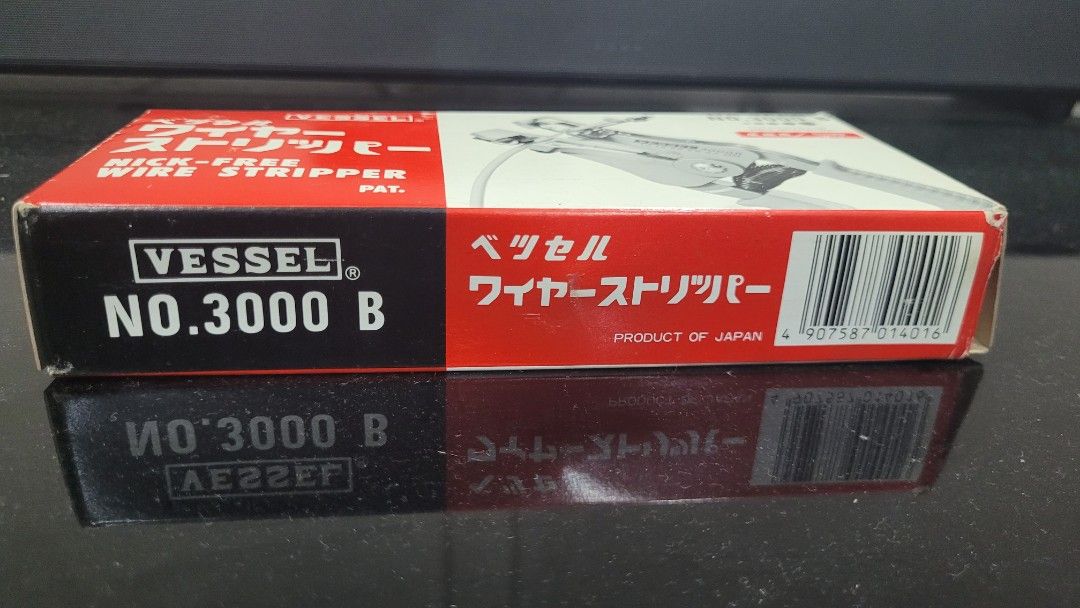 ベッセル
ワイヤー
ストリッパー
NICK-FREE
WIRE STRIPPER
PAT.
VESSEL
VESSEL®
NO.3000 B
ベッセル
ワイヤーストリッパー
PRODUCT OF JAPAN
4 907587 014016